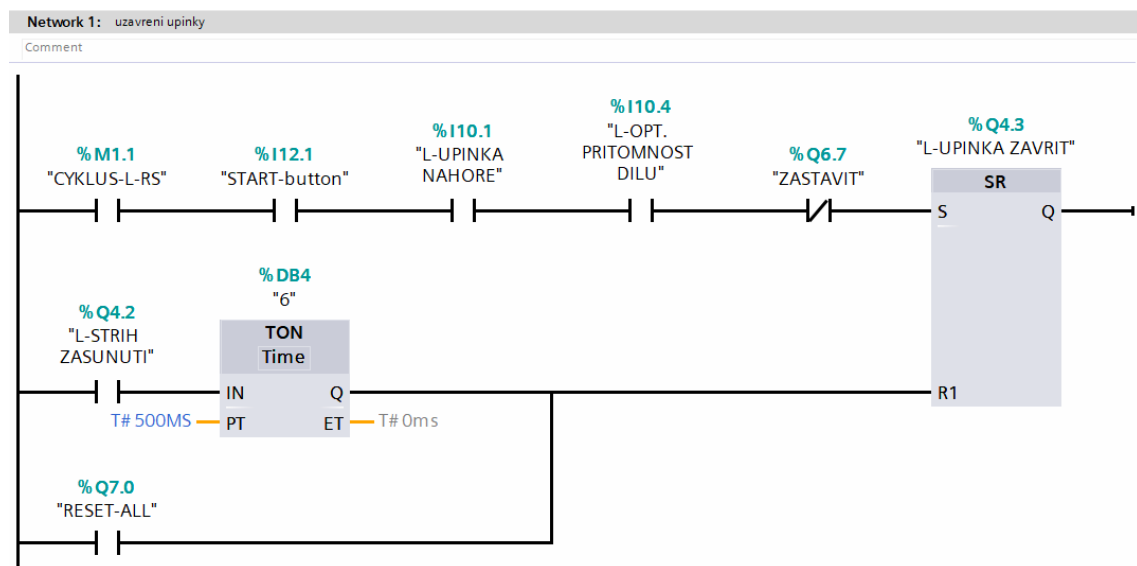 Network 1: uzavreni upinky
Comment
%M1.1
"CYKLUS-L-RS"
%I12.1
"START-button"
%I10.1
"L-UPINKA
NAHORE"
%I10.4
"L-OPT.
PRITOMNOST
DILU"
%Q6.7
"ZASTAVIT"
%Q4.3
"L-UPINKA ZAVRIT"
SR
S
Q
%DB4
"6"
%Q4.2
"L-STRIH
ZASUNUTI"
TON
Time
IN
Q
R1
T#500MS
PT
ET
T#0ms
%Q7.0
"RESET-ALL"